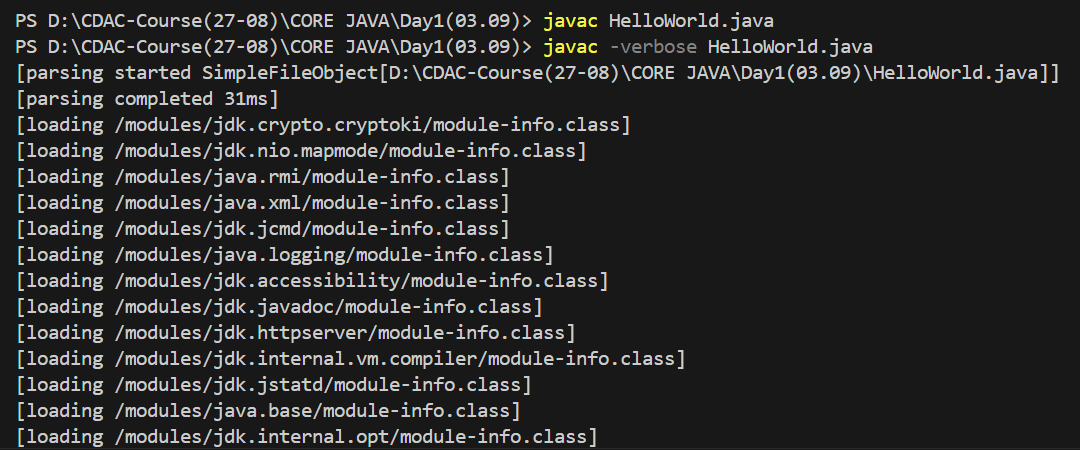 PS D:\CDAC-Course(27-08)\CORE JAVA\Day1(03.09)> javac HelloWorld.java
PS D:\CDAC-Course(27-08)\CORE JAVA\Day1(03.09)> javac -verbose HelloWorld.java
[parsing started SimpleFileObject[D:\CDAC-Course(27-08)\CORE JAVA\Day1(03.09)\HelloWorld.java]]
[parsing completed 31ms]
[loading /modules/jdk.crypto.cryptoki/module-info.class]
[loading /modules/jdk.nio.mapmode/module-info.class]
[loading /modules/java.rmi/module-info.class]
[loading /modules/java.xml/module-info.class]
[loading /modules/jdk.jcmd/module-info.class]
[loading /modules/java.logging/module-info.class]
[loading /modules/jdk.accessibility/module-info.class]
[loading /modules/jdk.javadoc/module-info.class]
[loading /modules/jdk.httpserver/module-info.class]
[loading /modules/jdk.internal.vm.compiler/module-info.class]
[loading /modules/jdk.jstatd/module-info.class]
[loading /modules/java.base/module-info.class]
[loading /modules/jdk.internal.opt/module-info.class]